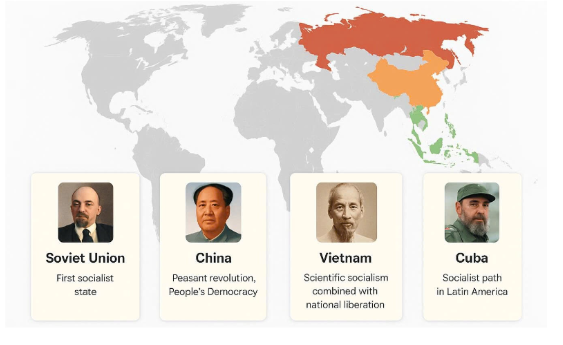 Soviet Union
First socialist
state
China
Peasant revolution,
People's Democracy
Vietnam
Scientific socialism
combined with
national liberation
Cuba
Socialist path
in Latin America